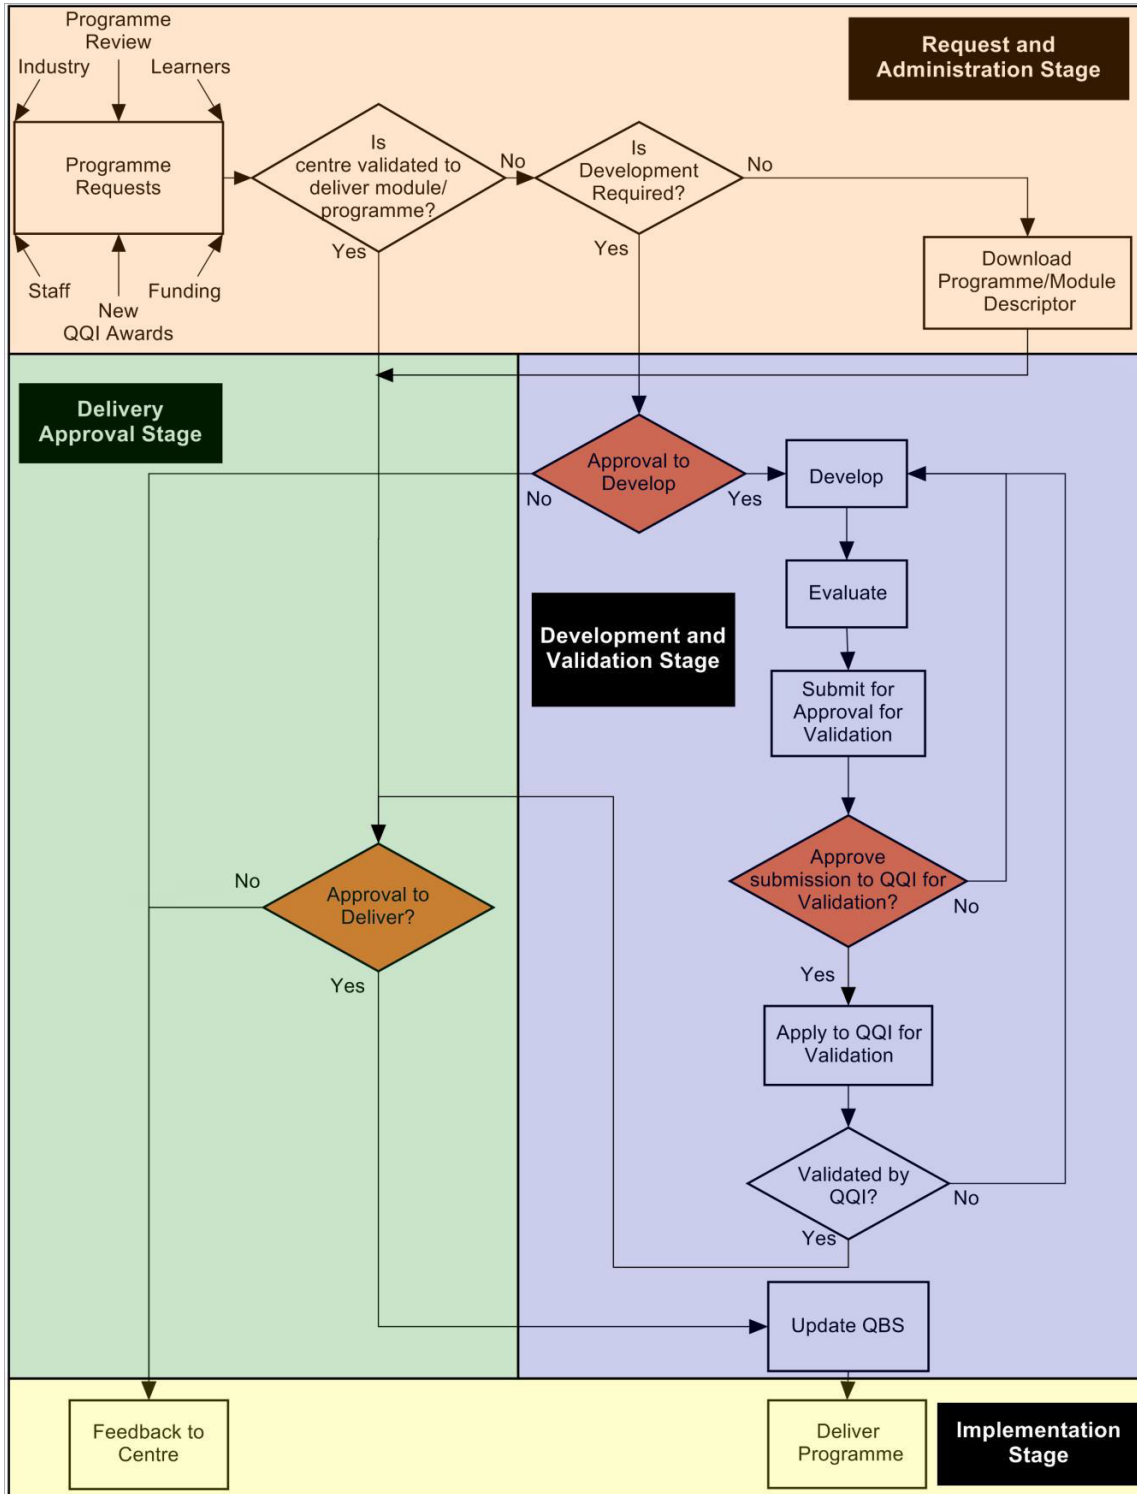 Programme
Review
Industry
Learners
Request and
Administration Stage
Programme
Requests
Is
centre validated to
deliver module/
programme?
No
Yes
Is
Development
Required?
No
Yes
Download
Programme/Module
Descriptor
Staff
New
QQI Awards
Funding
Delivery
Approval Stage
Approval to
Develop
No
Yes
Develop
Evaluate
Development and
Validation Stage
Submit for
Approval for
Validation
Approve
submission to QQI for
Validation?
No
Yes
Approval to
Deliver?
No
Yes
Apply to QQI for
Validation
Validated by
QQI?
No
Yes
Update QBS
Feedback to
Centre
Deliver
Programme
Implementation
Stage